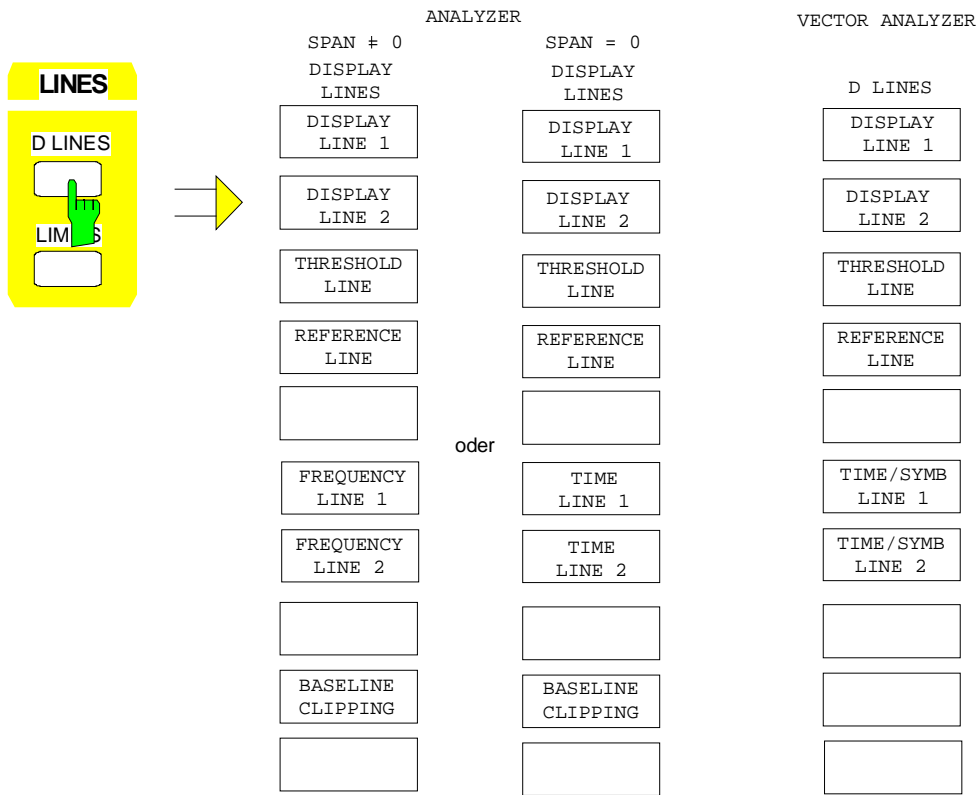 ANALYZER
VECTOR ANALYZER
SPAN ǂ 0
SPAN = 0
LINES
D LINES
LIM S
DISPLAY
LINES
DISPLAY
LINE 1
DISPLAY
LINE 2
THRESHOLD
LINE
REFERENCE
LINE
FREQUENCY
LINE 1
FREQUENCY
LINE 2
BASELINE
CLIPPING
oder
DISPLAY
LINES
DISPLAY
LINE 1
DISPLAY
LINE 2
THRESHOLD
LINE
REFERENCE
LINE
TIME
LINE 1
TIME
LINE 2
BASELINE
CLIPPING
D LINES
DISPLAY
LINE 1
DISPLAY
LINE 2
THRESHOLD
LINE
REFERENCE
LINE
TIME/SYMB
LINE 1
TIME/SYMB
LINE 2